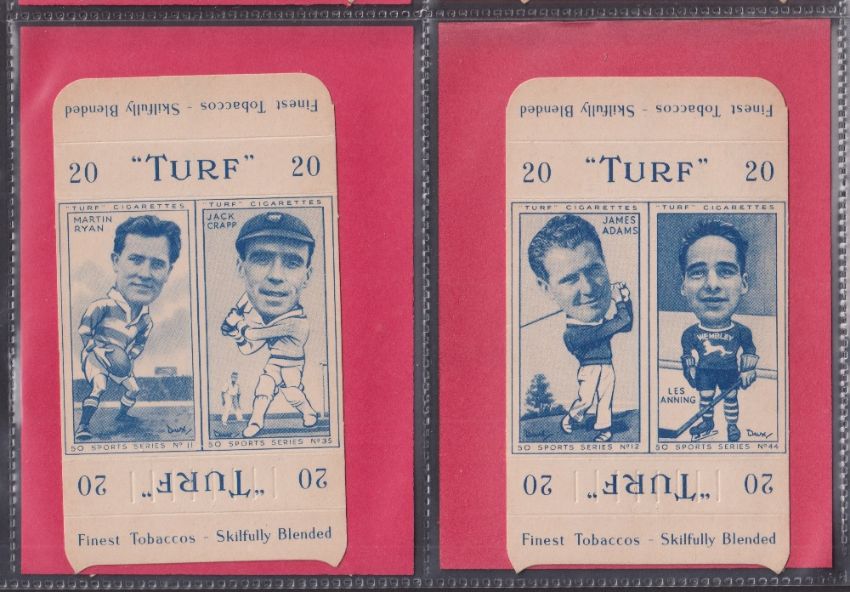 Finest Tobaccos - Skilfully Blended
20 "TURF" 20
"TURF" CIGARETTES
MARTIN
RYAN
50 SPORTS SERIES Nº 11
"TURF" CIGARETTES
JACK
CRAPP
DAUX
50 SPORTS SERIES Nº 35
20 "TURF" 20
Finest Tobaccos - Skilfully Blended
Finest Tobaccos - Skilfully Blended
20 "TURF" 20
"TURF" CIGARETTES
JAMES
ADAMS
50 SPORTS SERIES Nº 12
"TURF" CIGARETTES
WEMBLEY
LES
ANNING
50 SPORTS SERIES Nº 44
20 "TURF" 20
Finest Tobaccos - Skilfully Blended